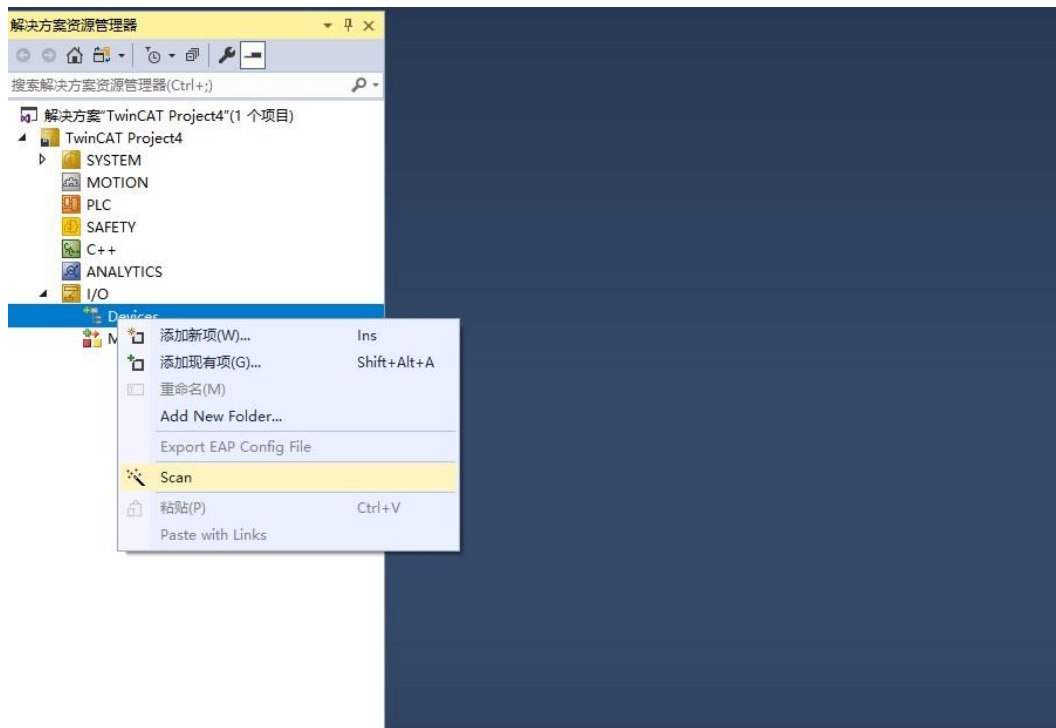 解决方案资源管理器
搜索解决方案资源管理器(Ctrl+;)
解决方案"TwinCAT Project4"(1 个项目)
TwinCAT Project4
SYSTEM
MOTION
PLC
SAFETY
C++
ANALYTICS
I/O
Devices
M
添加新项(W)... Ins
添加现有项(G)... Shift+Alt+A
重命名(M)
Add New Folder...
Export EAP Config File
Scan
粘贴(P) Ctrl+V
Paste with Links